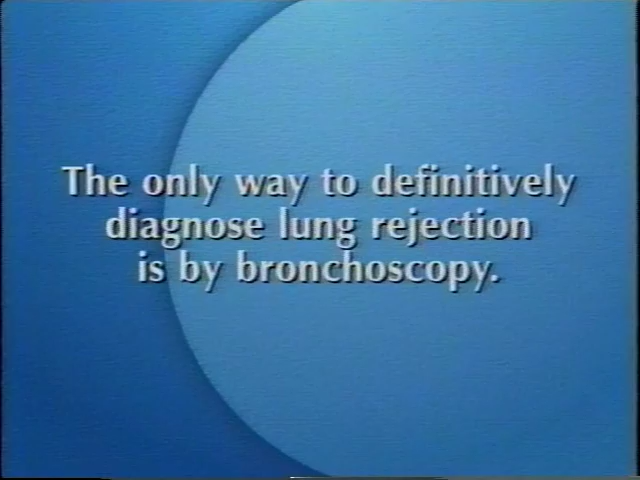 The only way to definitively
diagnose lung rejection
is by bronchoscopy.